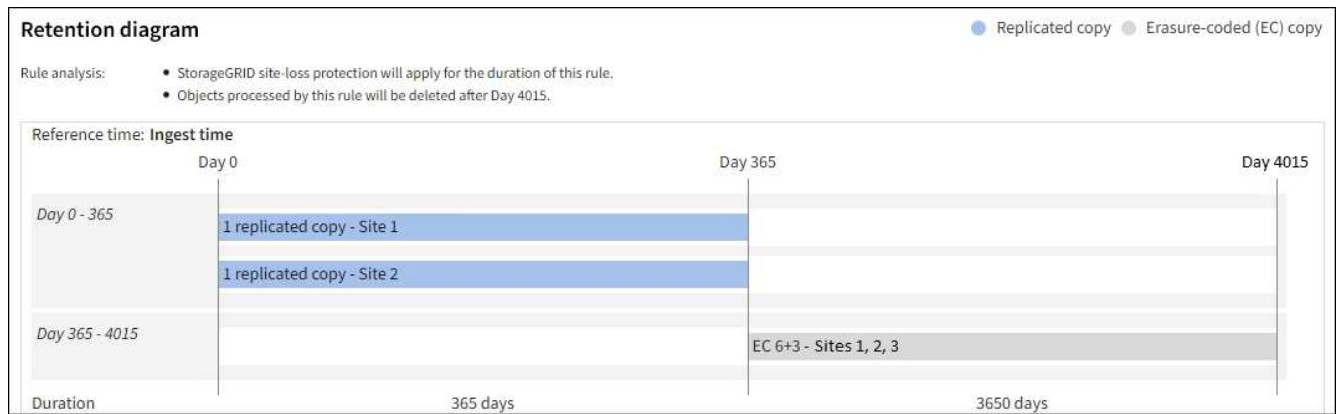 Retention diagram
Replicated copy Erasure-coded (EC) copy
Rule analysis:
• StorageGRID site-loss protection will apply for the duration of this rule.
• Objects processed by this rule will be deleted after Day 4015.
Reference time: Ingest time
Day 0 Day 365 Day 4015
Day 0 - 365
1 replicated copy - Site 1
1 replicated copy - Site 2
Day 365 - 4015
EC 6+3 - Sites 1, 2, 3
Duration 365 days 3650 days